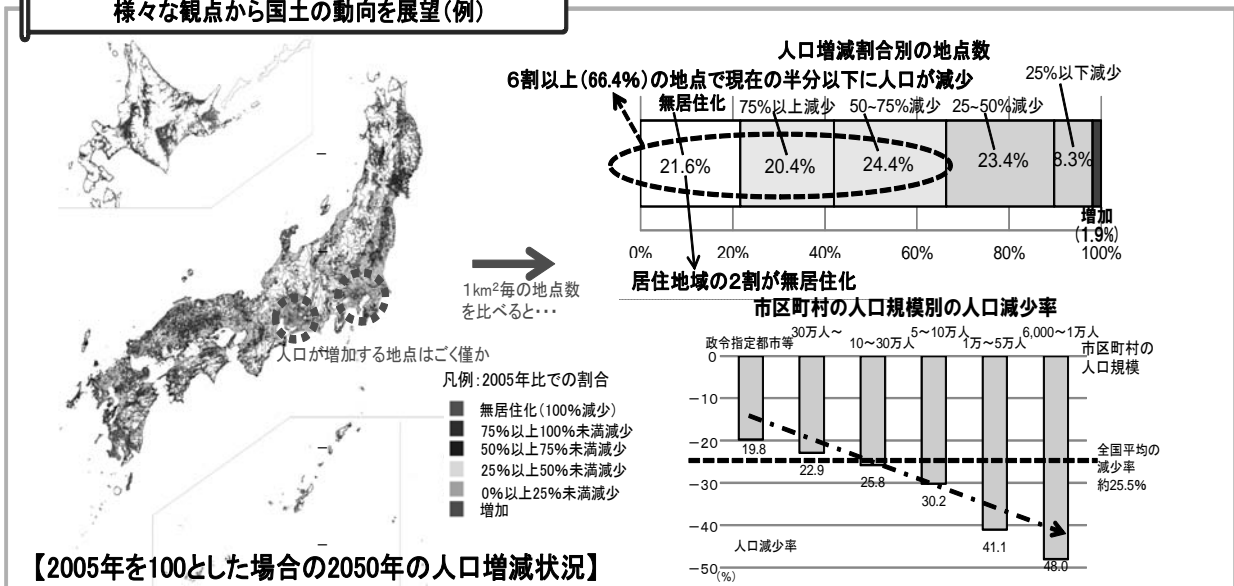 様々な観点から国土の動向を展望（例）
人口増減割合別の地点数
６割以上（66.4%）の地点で現在の半分以下に人口が減少
25%以下減少
無居住化
75%以上減少
50~75%減少
25~50%減少
21.6%
20.4%
24.4%
23.4%
8.3%
増加
(1.9%)
0%
20%
40%
60%
80%
100%
居住地域の２割が無居住化
1km²毎の地点数
を比べると・・・
人口が増加する地点はごく僅か
凡例：2005年比での割合
無居住化（100%減少）
75%以上100%未満減少
50%以上75%未満減少
25%以上50%未満減少
0%以上25%未満減少
増加
【2005年を100とした場合の2050年の人口増減状況】
市区町村の人口規模別の人口減少率
政令指定都市等
30万人～
10～30万人
5～10万人
1万～5万人
6,000～1万人
市区町村の
人口規模
0
－10
－20
－30
－40
－50
(%)
19.8
22.9
25.8
30.2
41.1
48.0
全国平均の
減少率
約25.5%
人口減少率